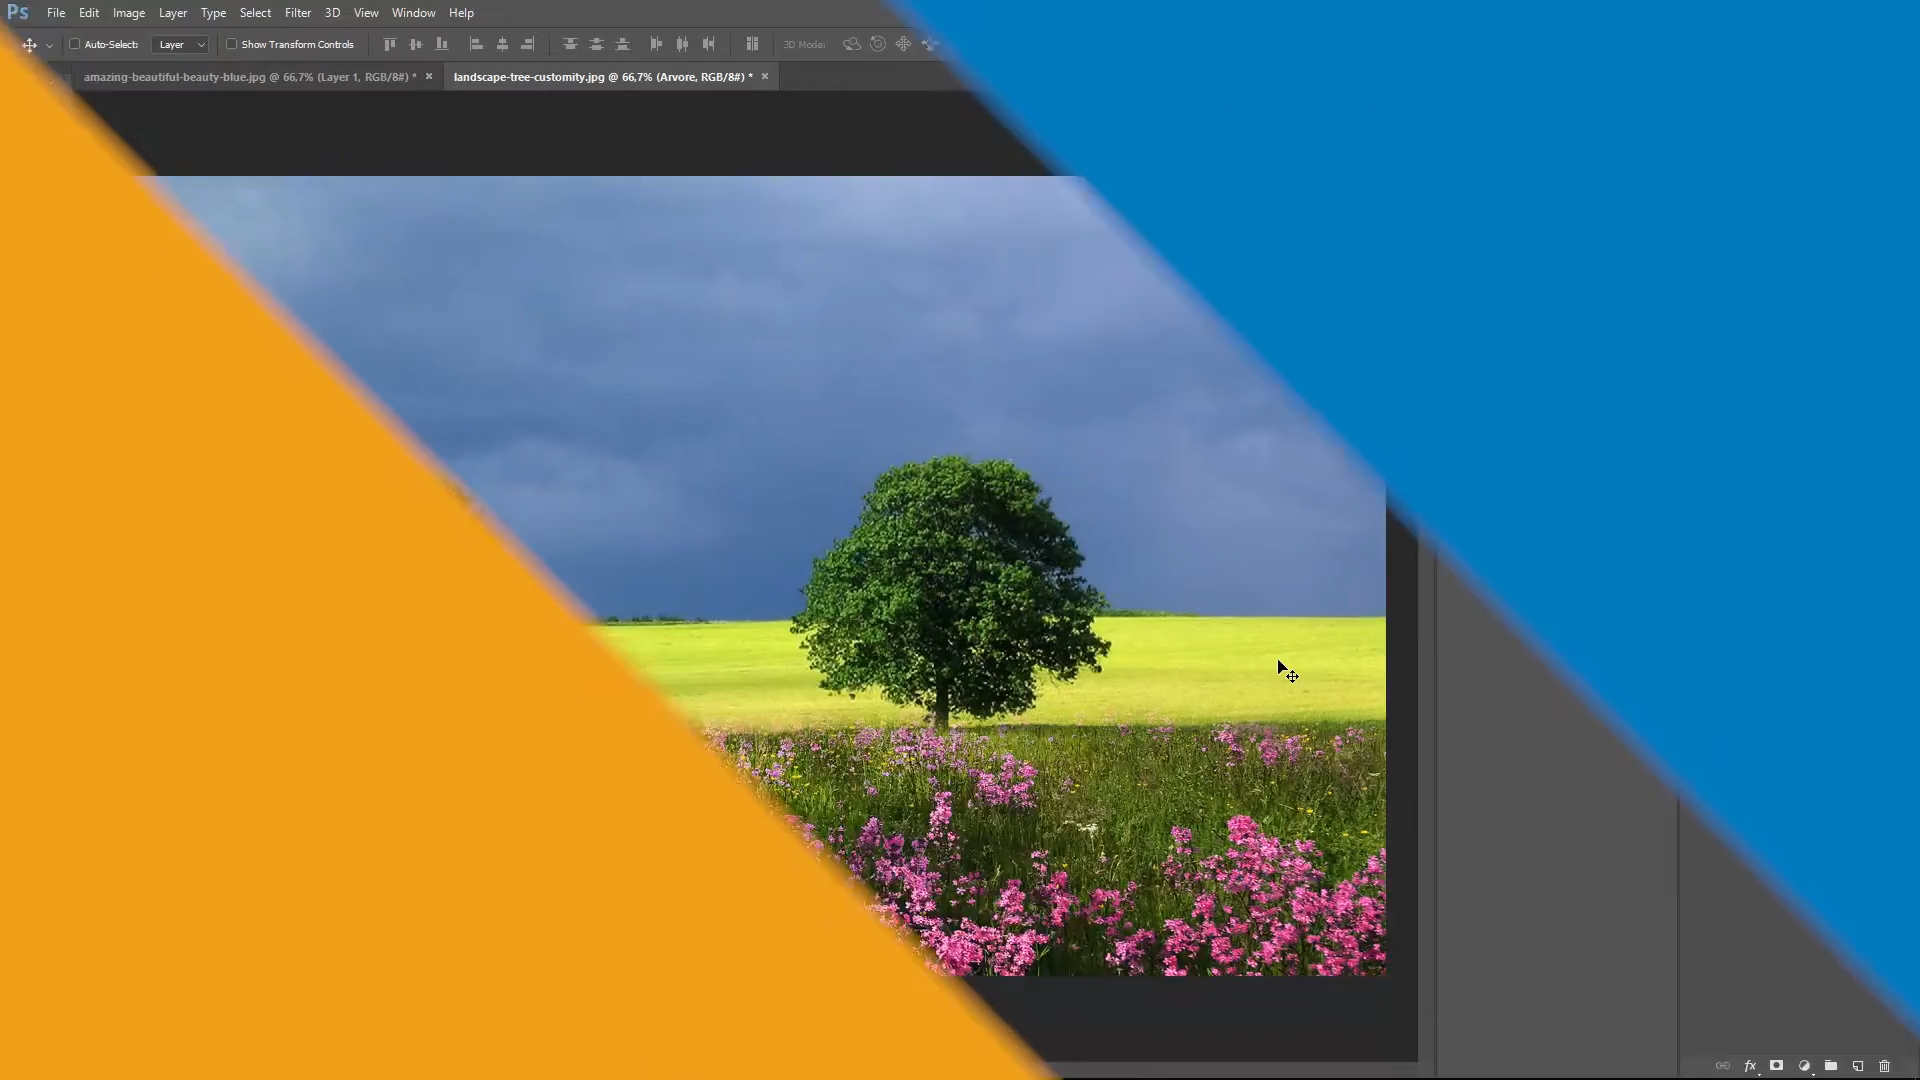 Ps File Edit Image Layer Type Select Filter 3D View Window Help
Auto-Select: Layer Show Transform Controls 3D Mode:
amazing-beautiful-beauty-blue.jpg @ 66,7% (Layer 1, RGB/8#) * × landscape-tree-customity.jpg @ 66,7% (Arvore, RGB/8#) * ×
fx